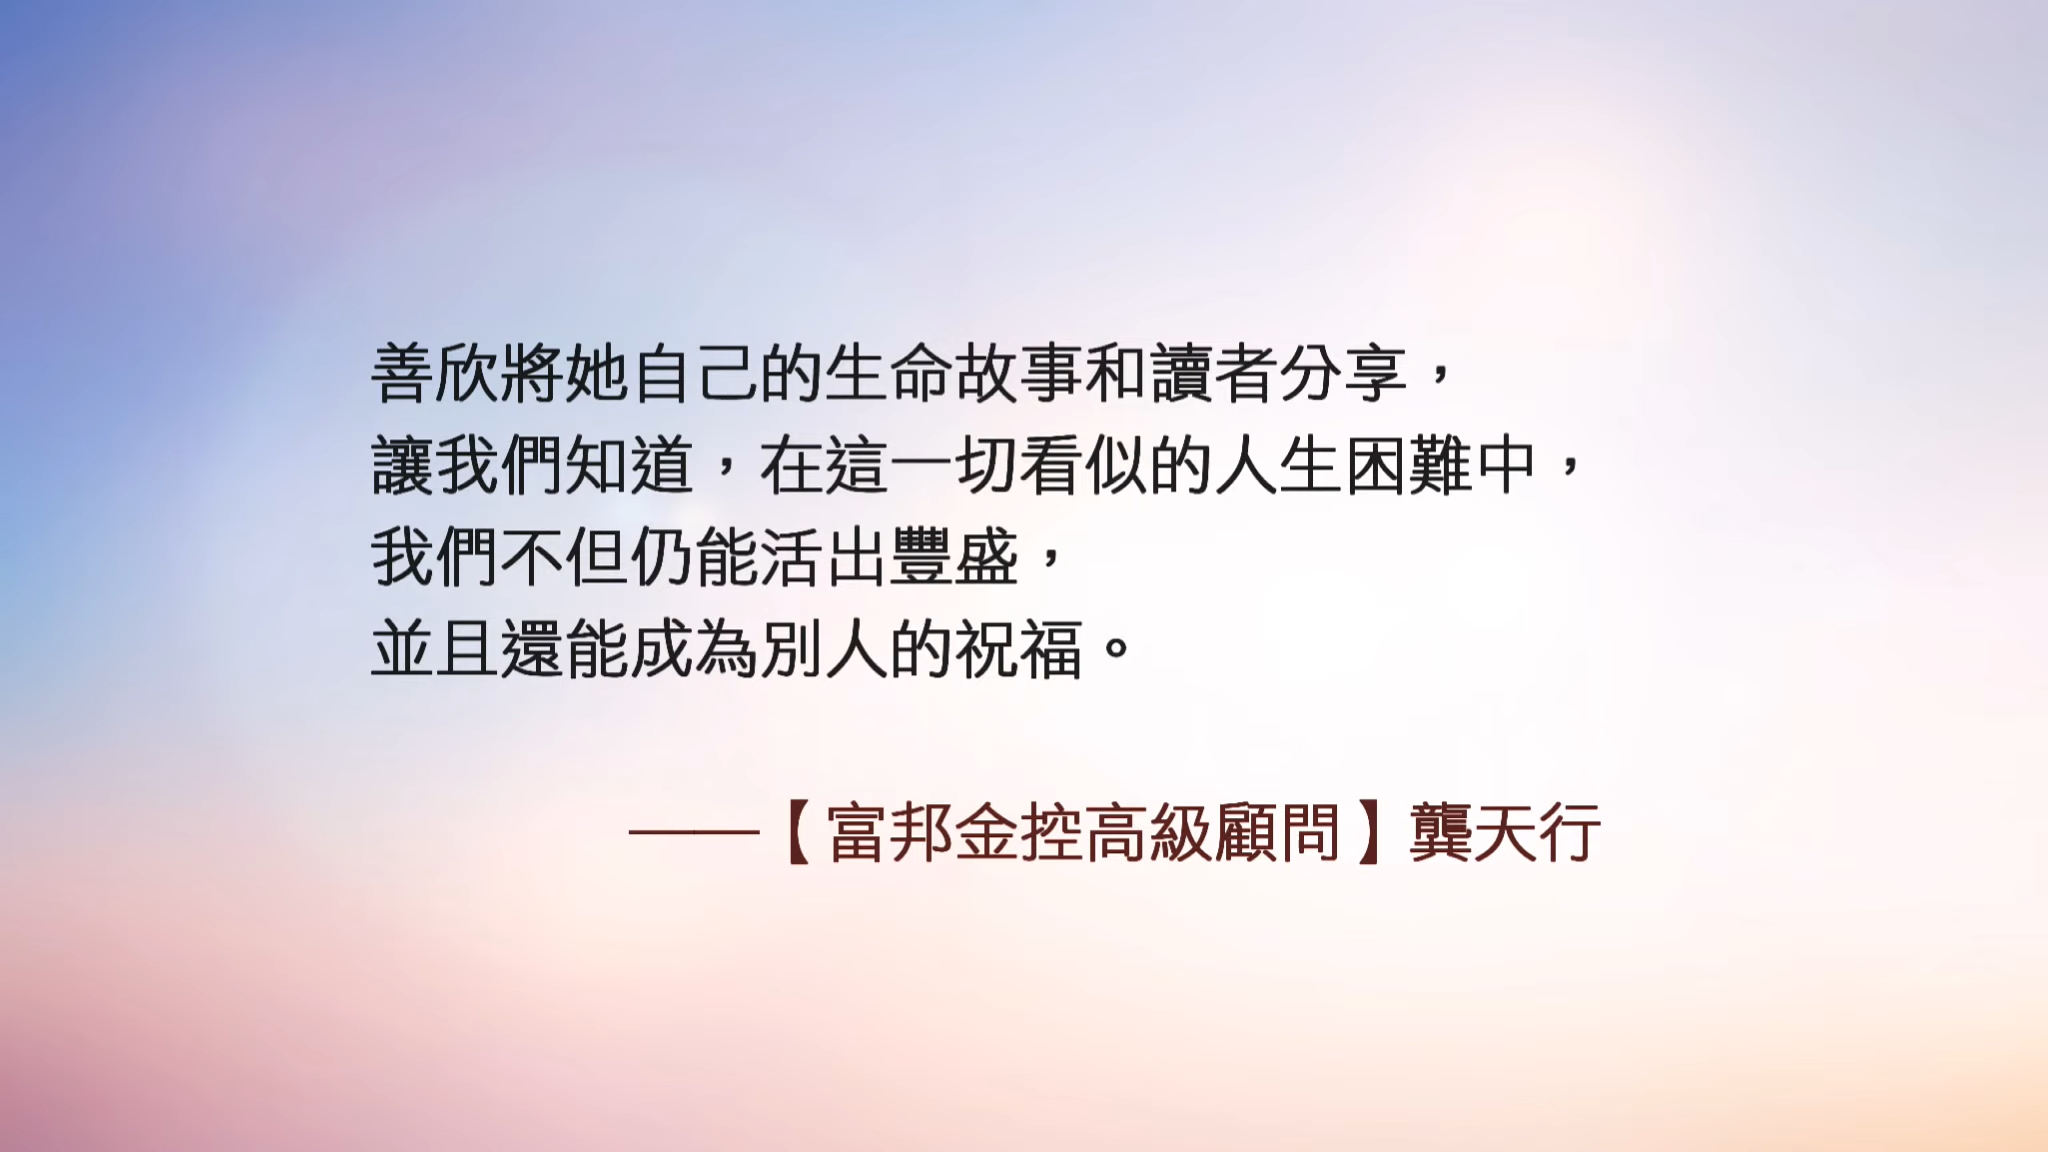 善欣將她自己的生命故事和讀者分享，
讓我們知道，在這一切看似的人生困難中，
我們不但仍能活出豐盛，
並且還能成為別人的祝福。
——【富邦金控高級顧問】龔天行